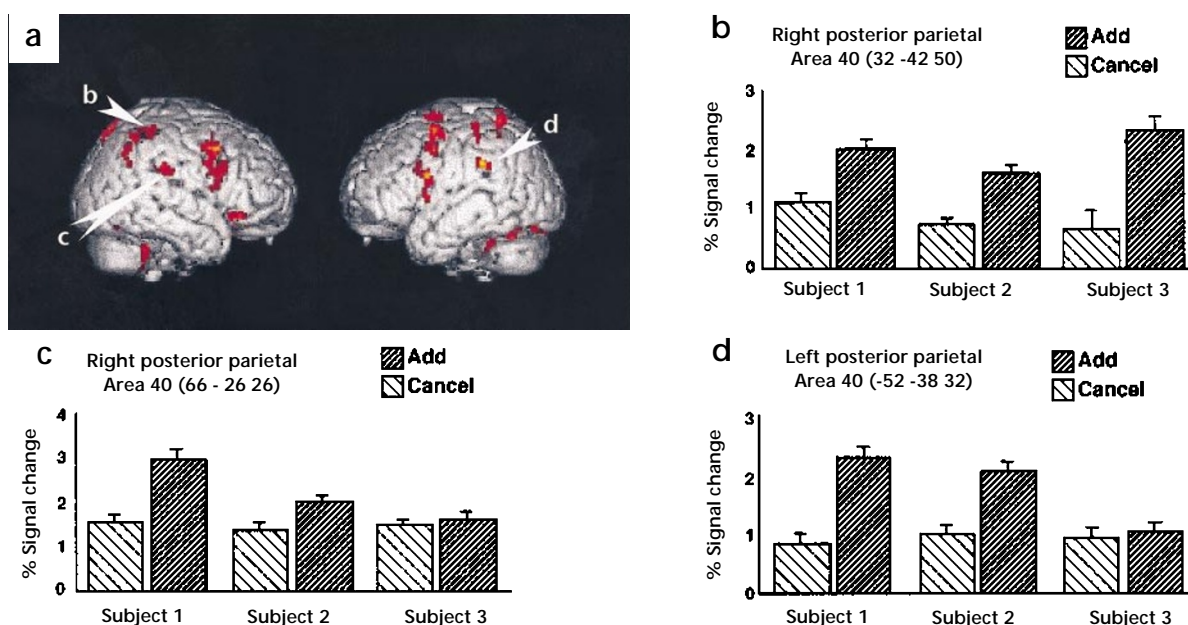 a
b
c
d
b
Right posterior parietal
Area 40 (32 -42 50)
Add
Cancel
% Signal change
3
2
1
0
Subject 1
Subject 2
Subject 3
c
Right posterior parietal
Area 40 (66 - 26 26)
Add
Cancel
% Signal change
4
3
2
1
0
Subject 1
Subject 2
Subject 3
d
Left posterior parietal
Area 40 (-52 -38 32)
Add
Cancel
% Signal change
3
2
1
0
Subject 1
Subject 2
Subject 3